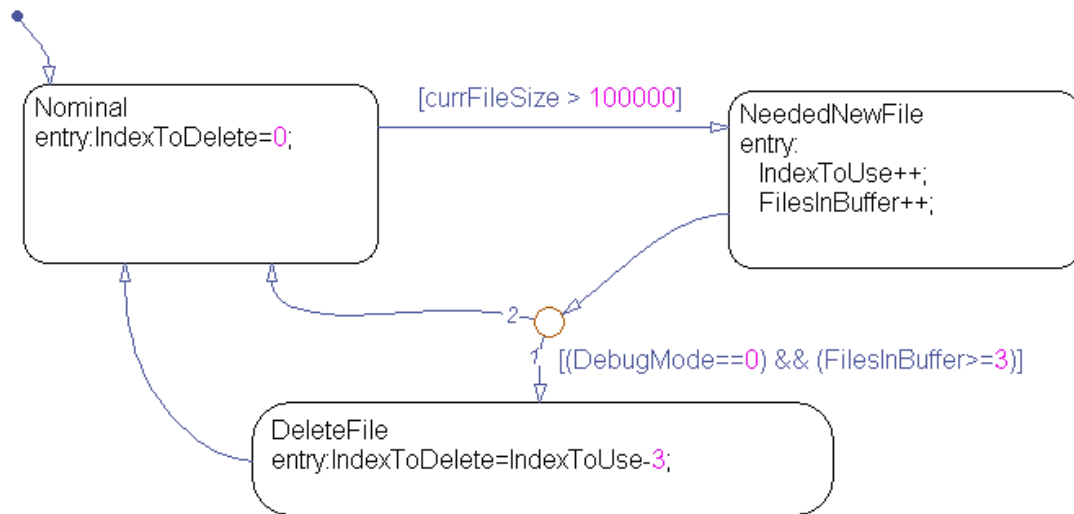 Nominal
entry:IndexToDelete=0;
[currFileSize > 100000]
NeededNewFile
entry:
IndexToUse++;
FilesInBuffer++;
2
1
[(DebugMode==0) && (FilesInBuffer>=3)]
DeleteFile
entry:IndexToDelete=IndexToUse-3;